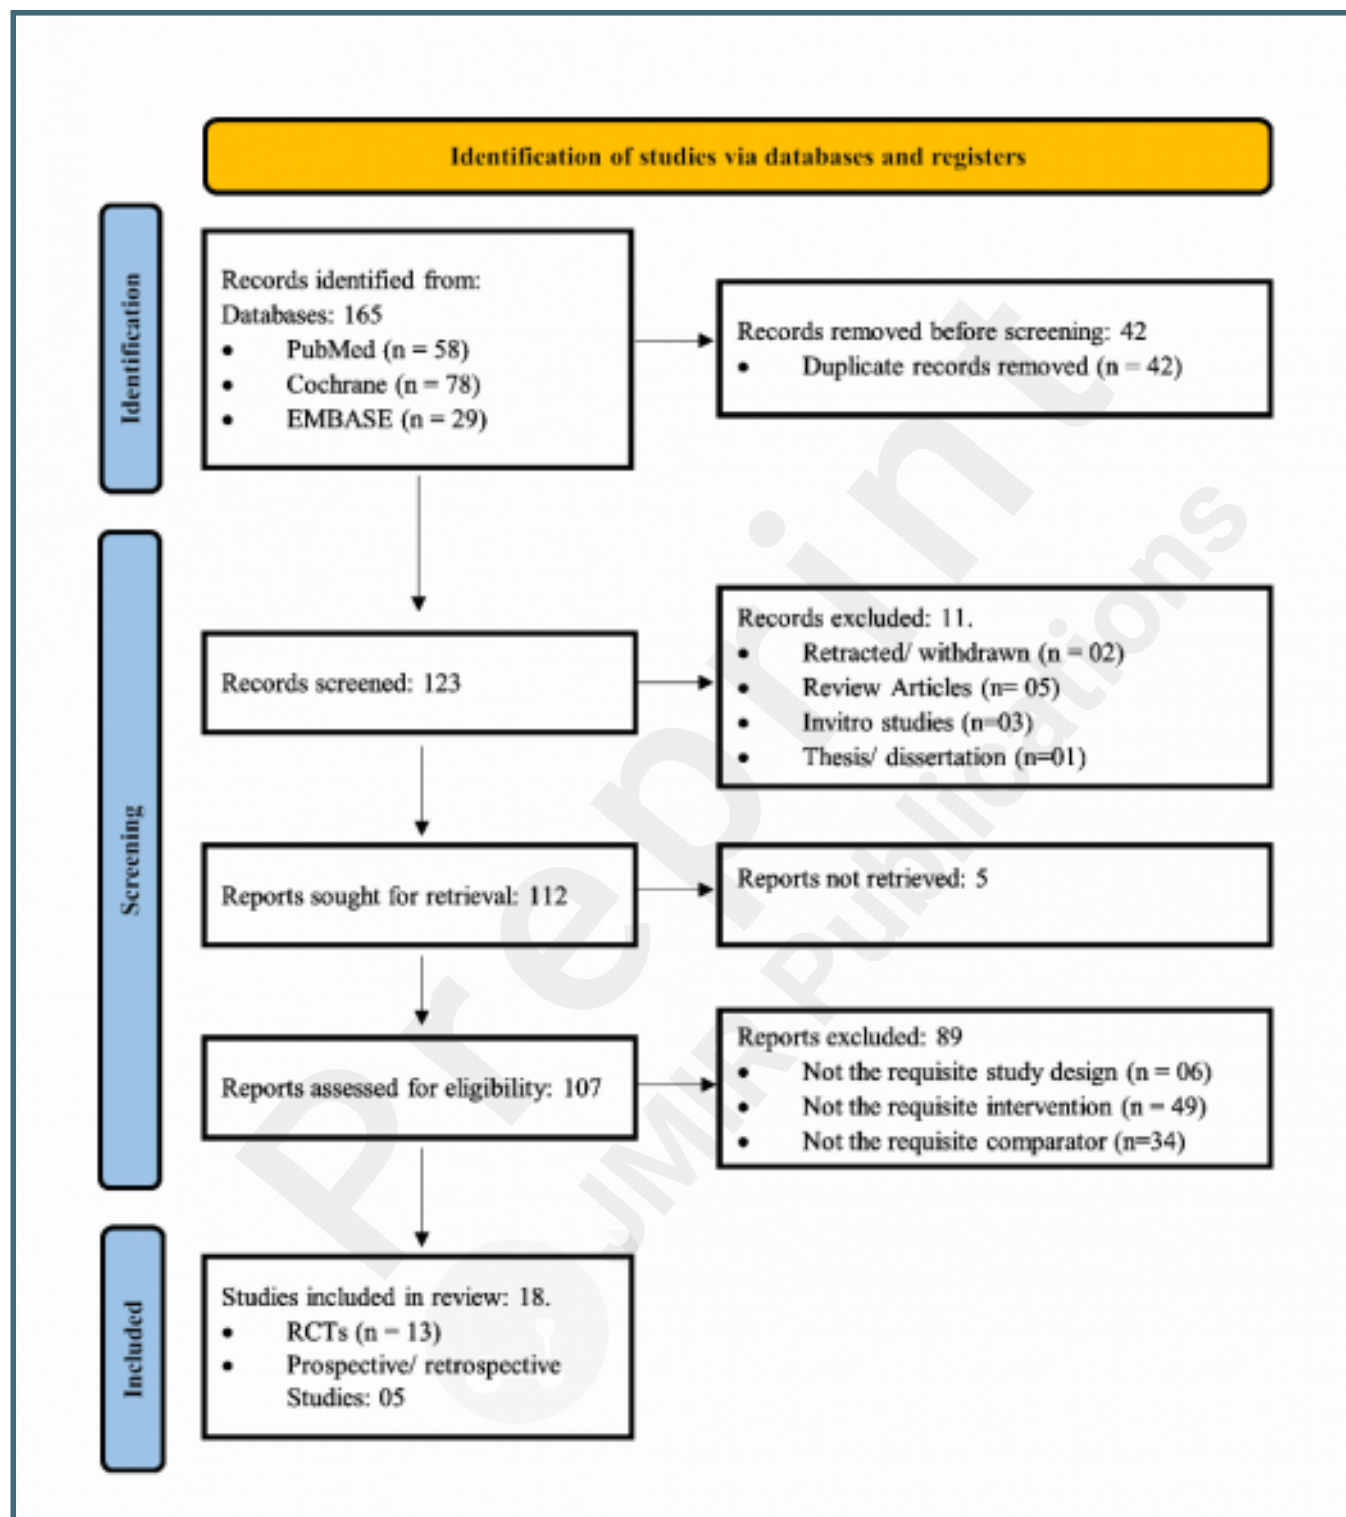 Identification of studies via databases and registers
Identification
Records identified from:
Databases: 165
• PubMed (n = 58)
• Cochrane (n = 78)
• EMBASE (n = 29)
Records removed before screening: 42
• Duplicate records removed (n = 42)
Screening
Records screened: 123
Records excluded: 11.
• Retracted/ withdrawn (n = 02)
• Review Articles (n= 05)
• Invitro studies (n=03)
• Thesis/ dissertation (n=01)
Reports sought for retrieval: 112
Reports not retrieved: 5
Reports assessed for eligibility: 107
Reports excluded: 89
• Not the requisite study design (n = 06)
• Not the requisite intervention (n = 49)
• Not the requisite comparator (n=34)
Included
Studies included in review: 18.
• RCTs (n = 13)
• Prospective/ retrospective
Studies: 05
Preprint
JMIR Publications